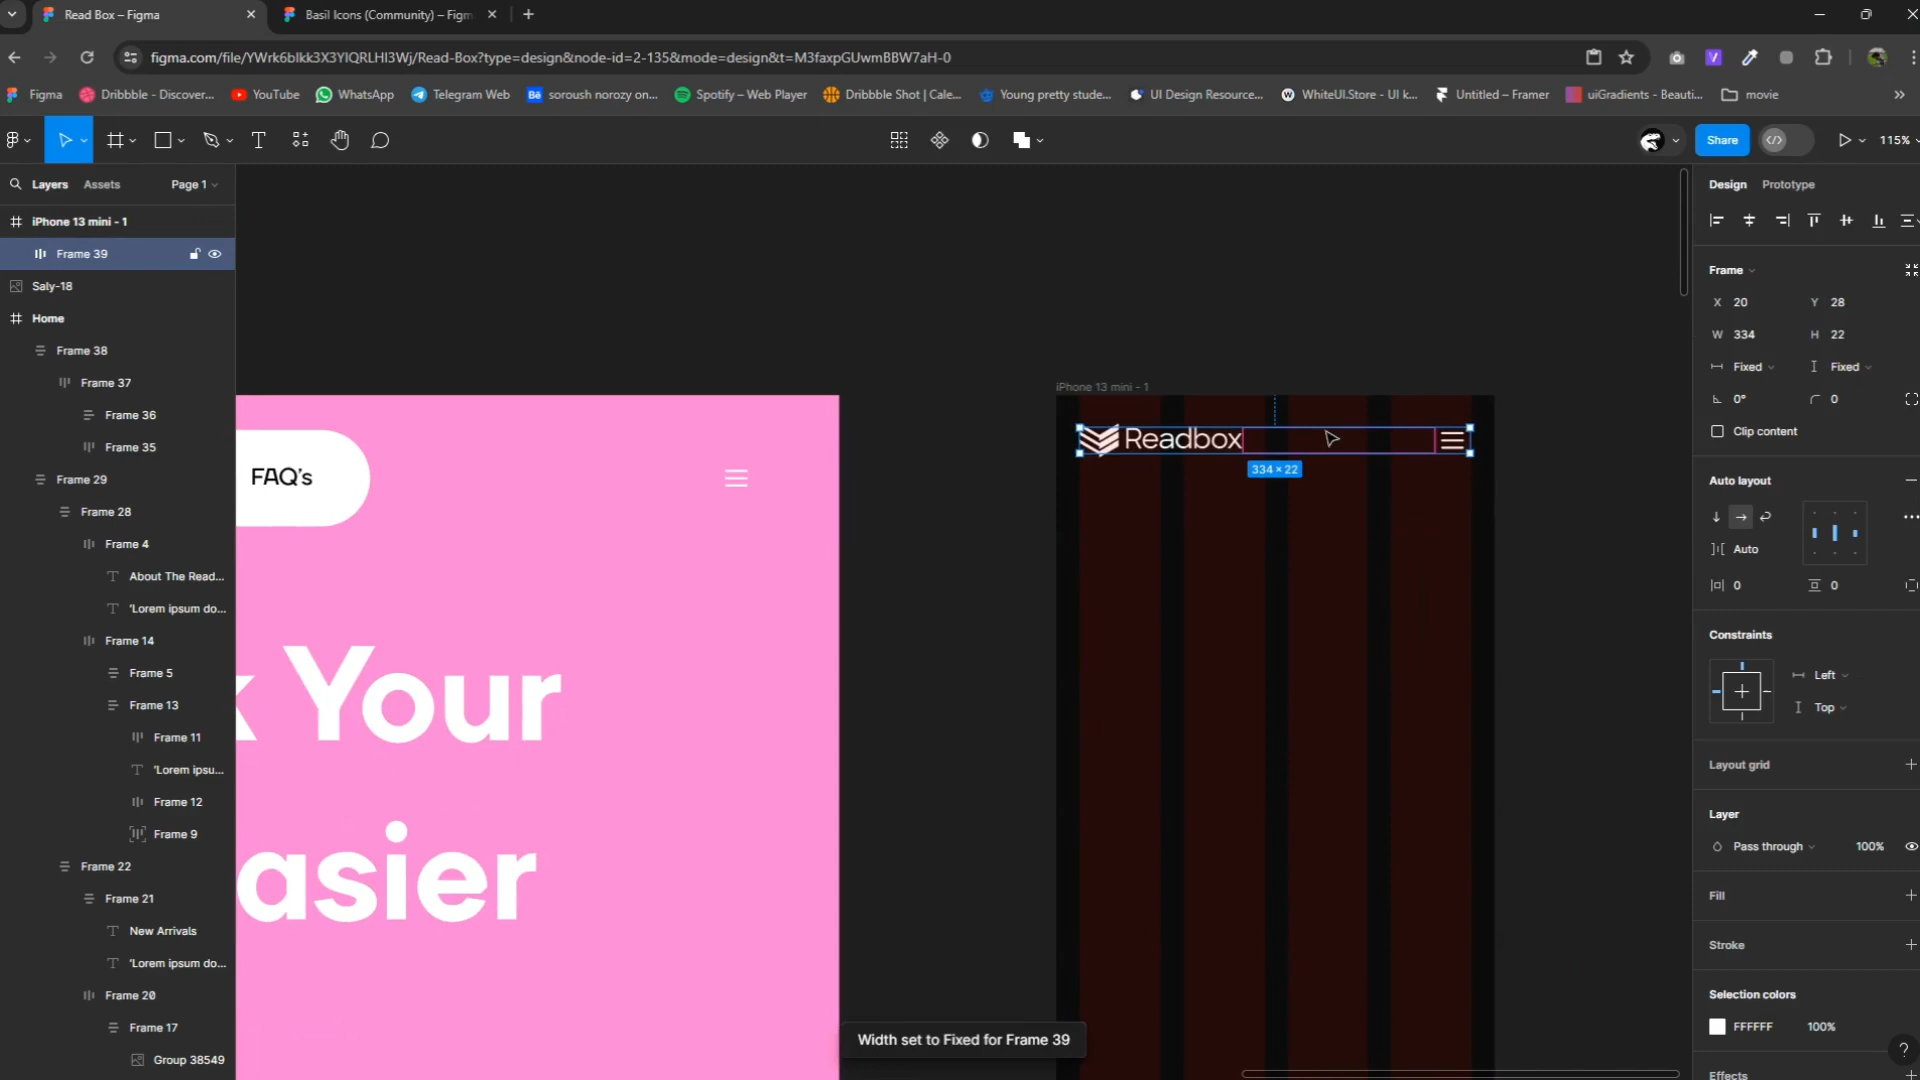 Read Box – Figma
Basil Icons (Community) – Figm
figma.com/file/YWrk6blkk3X3YIQRLHI3Wj/Read-Box?type=design&node-id=2-135&mode=design&t=M3faxpGUwmBBW7aH-0
Figma
Dribbble - Discover...
YouTube
WhatsApp
Telegram Web
Bē soroush norozy on...
Spotify – Web Player
Dribbble Shot | Cale...
Young pretty stude...
UI Design Resource...
WhiteUI.Store - UI k...
Untitled – Framer
uiGradients - Beauti...
movie
Share
115%
Layers
Assets
Page 1
iPhone 13 mini - 1
Frame 39
Saly-18
Home
Frame 38
Frame 37
Frame 36
Frame 35
Frame 29
Frame 28
Frame 4
About The Read...
"Lorem ipsum do...
Frame 14
Frame 5
Frame 13
Frame 11
"Lorem ipsu...
Frame 12
Frame 9
Frame 22
Frame 21
New Arrivals
"Lorem ipsum do...
Frame 20
Frame 17
Group 38549
FAQ's
Your
asier
iPhone 13 mini - 1
Readbox
334 × 22
Width set to Fixed for Frame 39
Design
Prototype
Frame
X 20
Y 28
W 334
H 22
Fixed
Fixed
0°
0
Clip content
Auto layout
Auto
0
0
Constraints
Left
Top
Layout grid
Layer
Pass through
100%
Fill
Stroke
Selection colors
FFFFFF
100%
Effects
?